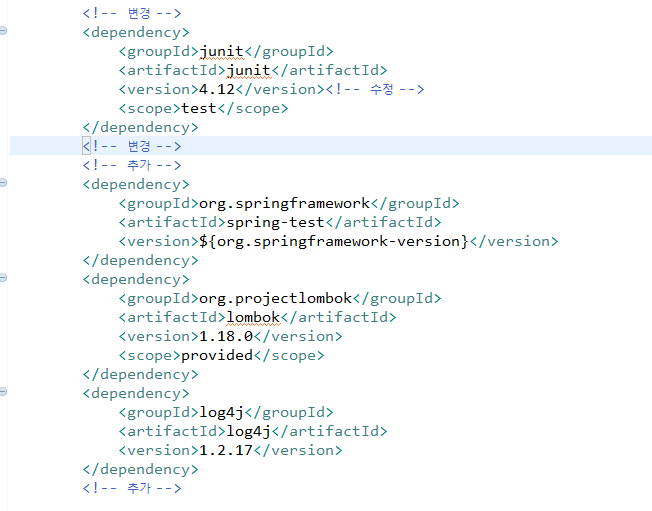 <!-- 변경 -->
<dependency>
<groupId>junit</groupId>
<artifactId>junit</artifactId>
<version>4.12</version><!-- 수정 -->
<scope>test</scope>
</dependency>
<!-- 변경 -->
<!-- 추가 -->
<dependency>
<groupId>org.springframework</groupId>
<artifactId>spring-test</artifactId>
<version>${org.springframework-version}</version>
</dependency>
<dependency>
<groupId>org.projectlombok</groupId>
<artifactId>lombok</artifactId>
<version>1.18.0</version>
<scope>provided</scope>
</dependency>
<dependency>
<groupId>log4j</groupId>
<artifactId>log4j</artifactId>
<version>1.2.17</version>
</dependency>
<!-- 추가 -->